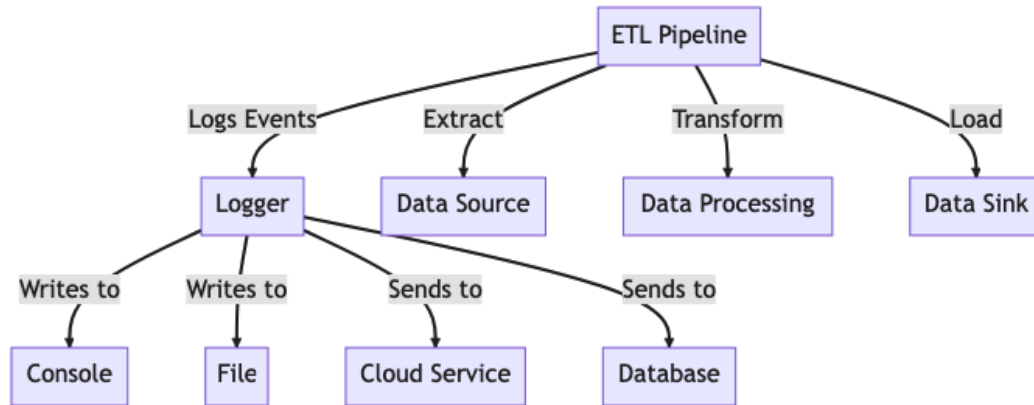 ETL Pipeline
Logs Events
Extract
Transform
Load
Logger
Data Source
Data Processing
Data Sink
Writes to
Writes to
Sends to
Sends to
Console
File
Cloud Service
Database